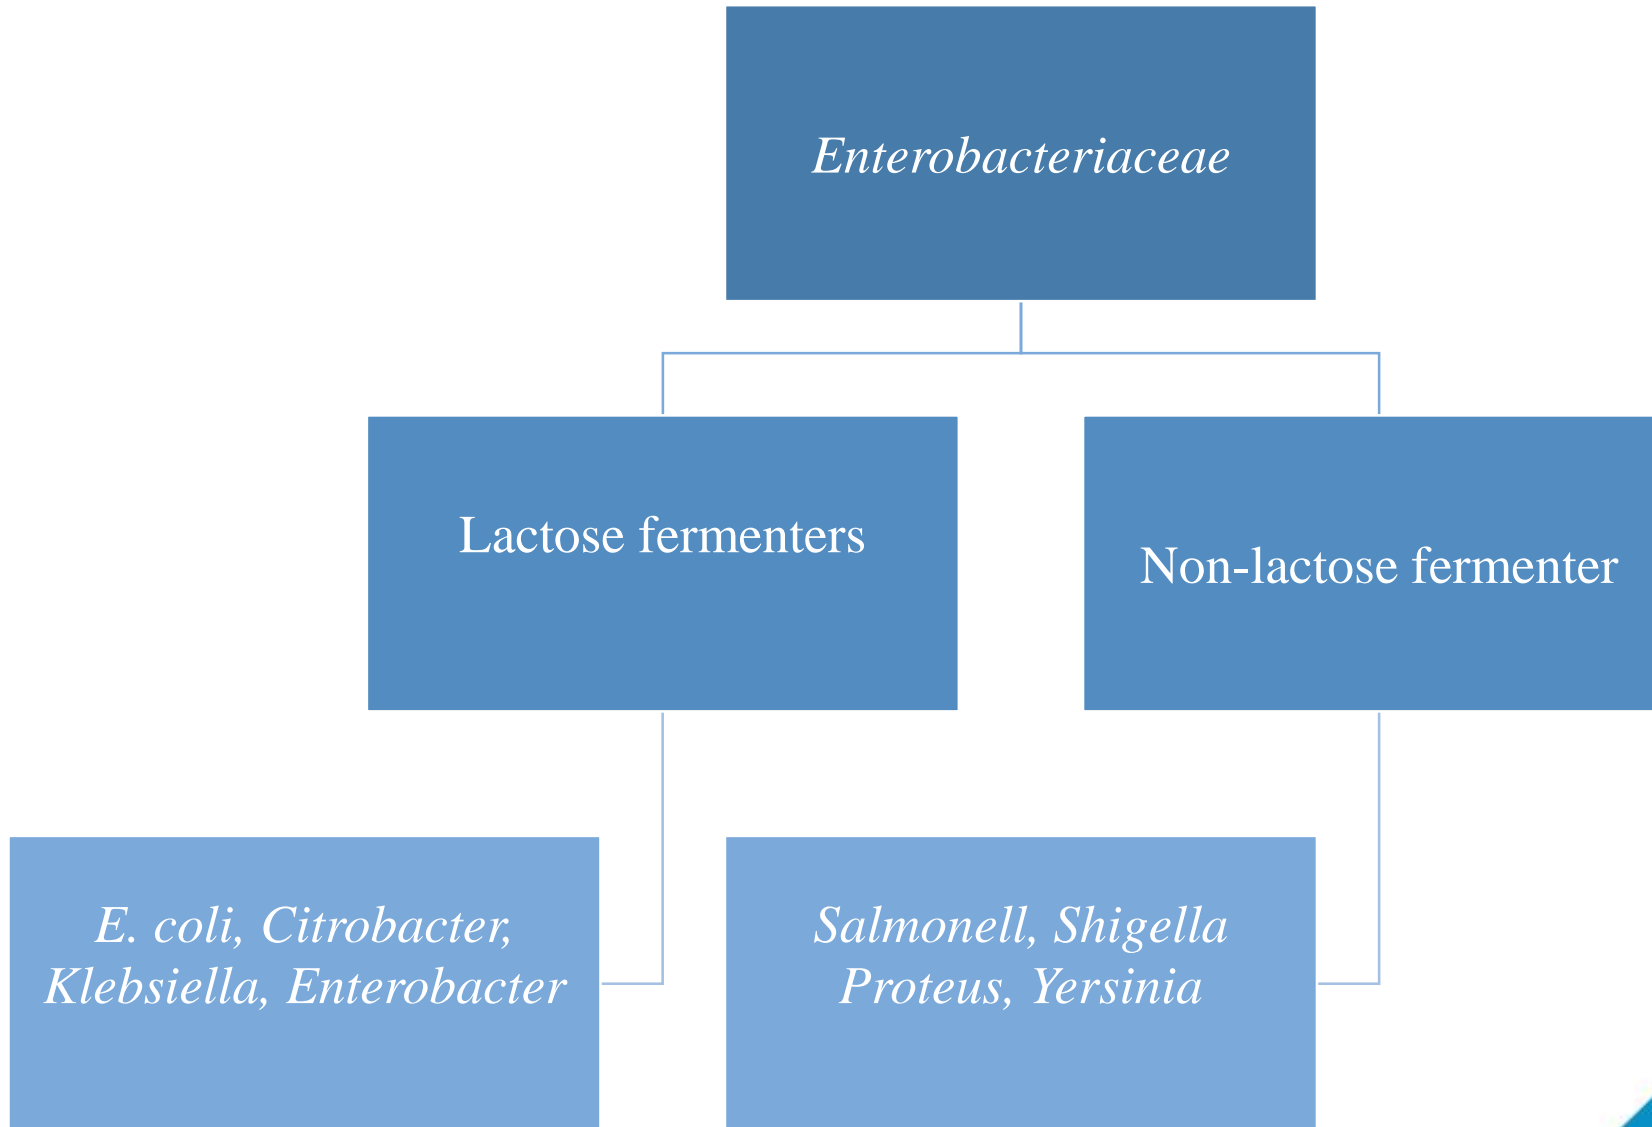 Enterobacteriaceae
Lactose fermenters
Non-lactose fermenter
E. coli, Citrobacter,
Klebsiella, Enterobacter
Salmonell, Shigella
Proteus, Yersinia